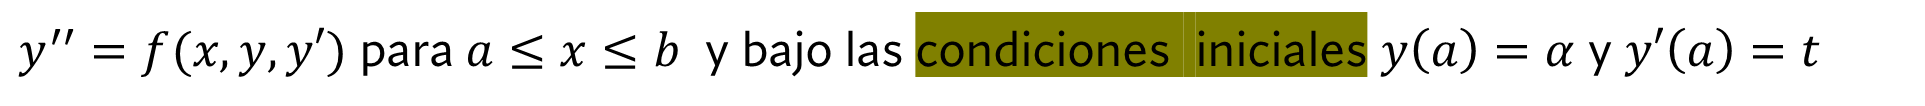 y′′ = f(x, y, y′) para a ≤ x ≤ b y bajo las condiciones iniciales y(a) = α y y′(a) = t